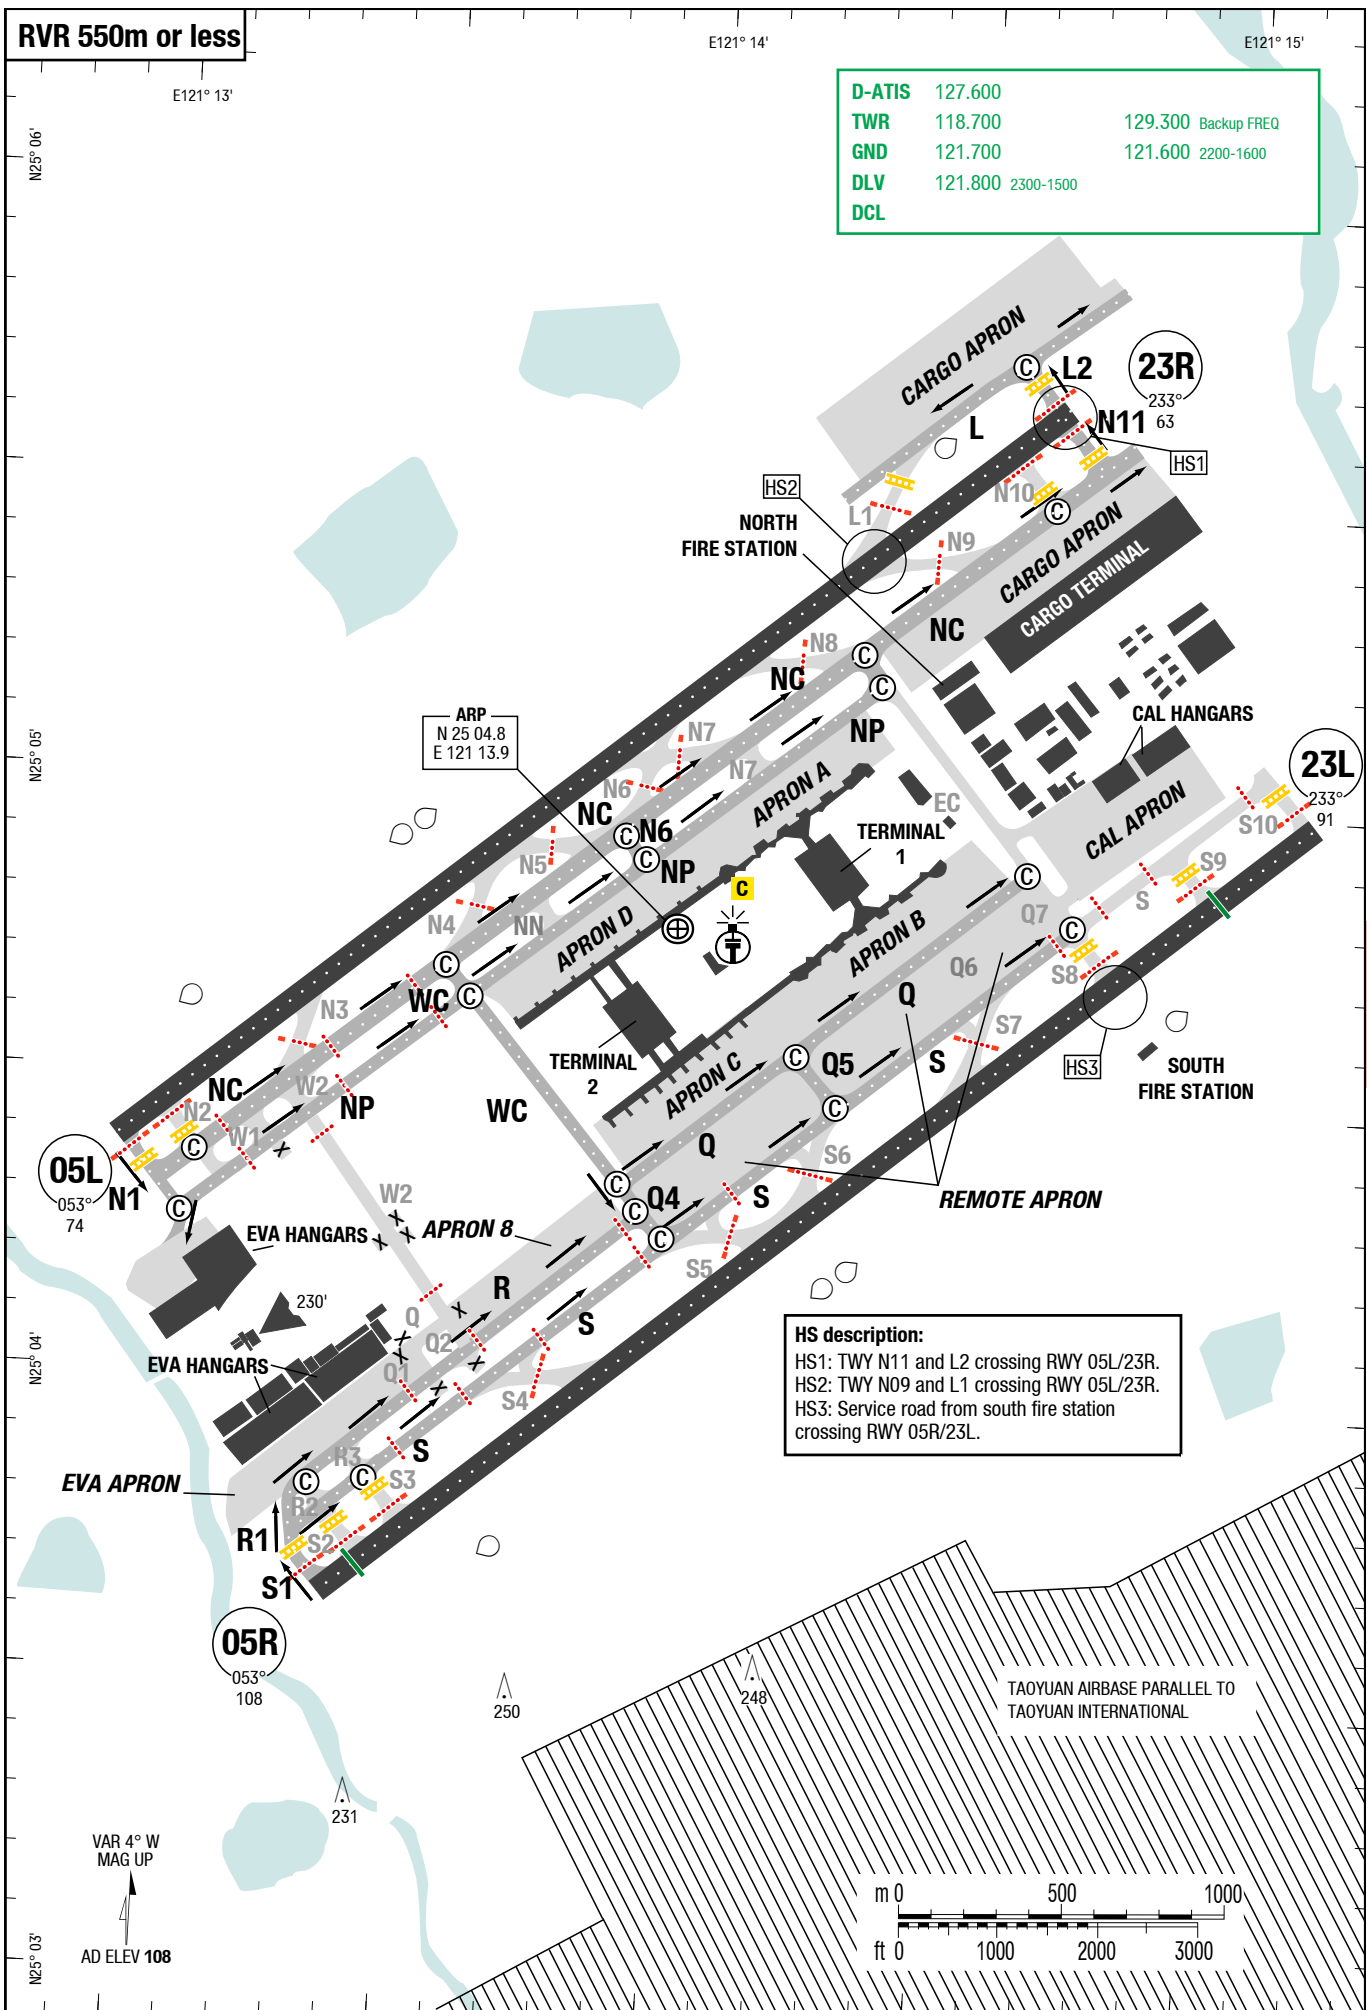 RVR 550m or less
E121° 14'
E121° 15'
E121° 13'
D-ATIS 127.600
TWR 118.700 129.300 Backup FREQ
GND 121.700 121.600 2200-1600
DLV 121.800 2300-1500
DCL
N25° 06'
CARGO APRON
C
L2
23R
233°
63
L
N11
HS1
HS2
N10
L1
C
NORTH
FIRE STATION
N9
CARGO APRON
CARGO TERMINAL
NC
N8
C
NC
C
ARP
N 25 04.8
E 121 13.9
NP
CAL HANGARS
N25° 05'
N7
N7
23L
233°
91
N6
APRON A
EC
NC
C
N6
C
TERMINAL
1
S10
CAL APRON
N5
NP
C
S9
C
N4
NN
APRON D
S
Q7
APRON B
C
C
S8
Q6
WC
C
Q
N3
S7
HS3
SOUTH
FIRE STATION
TERMINAL
2
C
Q5
S
NC
W2
NP
WC
APRON C
C
N2
W1
C
Q
S6
05L
053°
74
N1
C
C
Q4
C
S
REMOTE APRON
W2
EVA HANGARS
APRON 8
C
S5
R
230'
Q
S
HS description:
HS1: TWY N11 and L2 crossing RWY 05L/23R.
HS2: TWY N09 and L1 crossing RWY 05L/23R.
HS3: Service road from south fire station
crossing RWY 05R/23L.
N25° 04'
EVA HANGARS
Q2
Q1
S4
S
R3
EVA APRON
C
C
S3
R2
R1
S2
S1
05R
053°
108
250
248
TAOYUAN AIRBASE PARALLEL TO
TAOYUAN INTERNATIONAL
231
VAR 4° W
MAG UP
AD ELEV 108
N25° 03'
m 0 500 1000
ft 0 1000 2000 3000